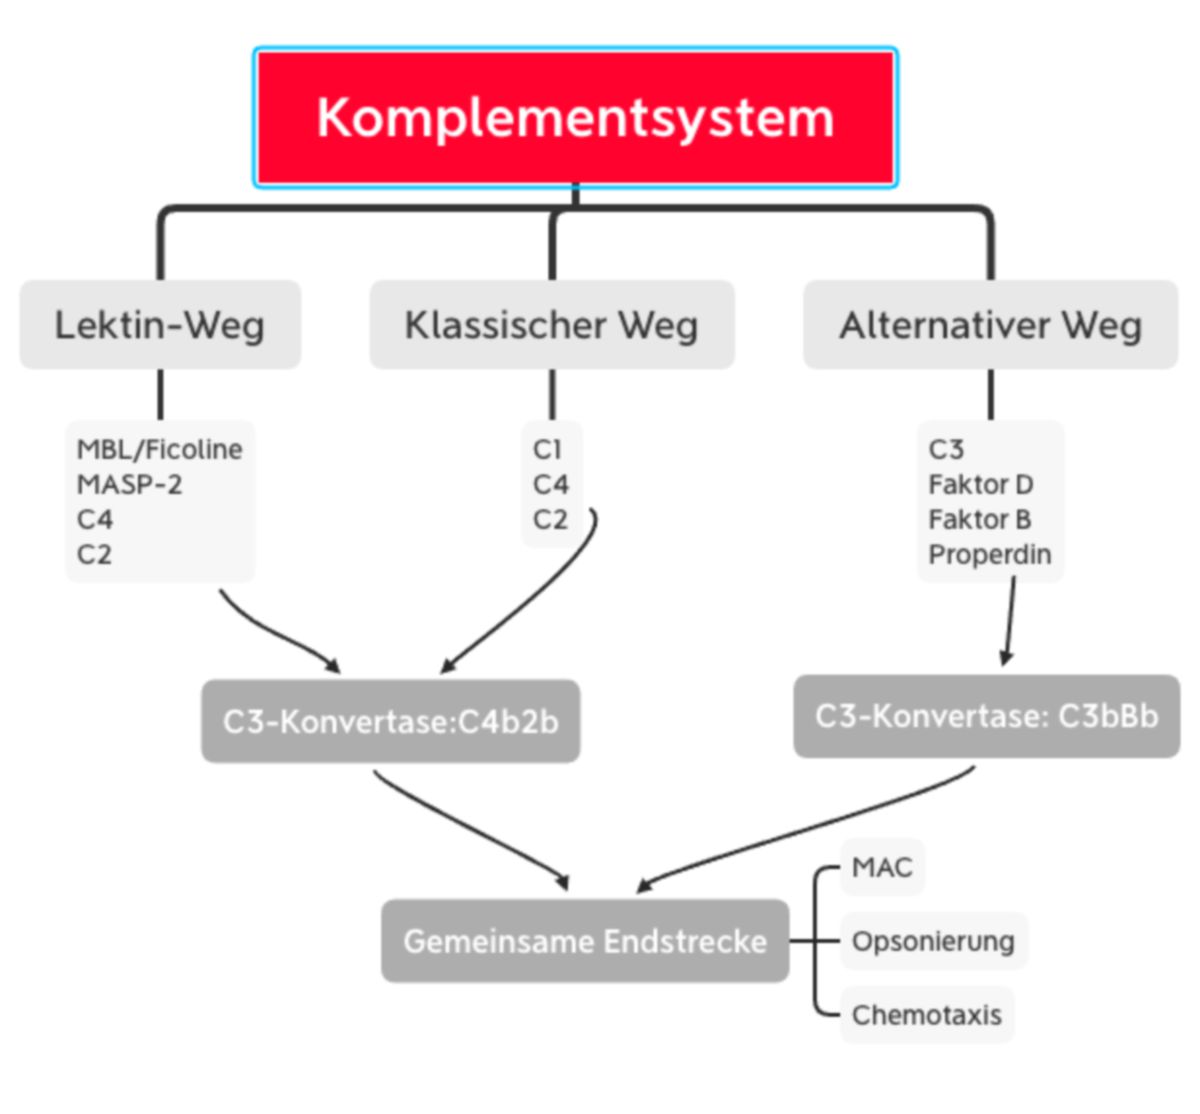 Komplementsystem
Lektin-Weg
Klassischer Weg
Alternativer Weg
MBL/Ficoline
MASP-2
C4
C2
C1
C4
C2
C3
Faktor D
Faktor B
Properdin
C3-Konvertase:C4b2b
C3-Konvertase: C3bBb
Gemeinsame Endstrecke
MAC
Opsonierung
Chemotaxis